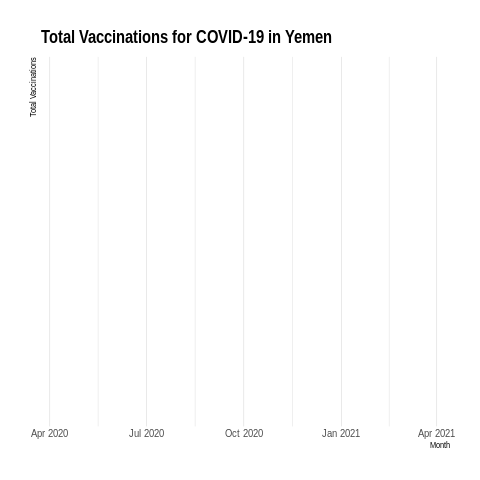 Total Vaccinations for COVID-19 in Yemen
Total Vaccinations
Apr 2020
Jul 2020
Oct 2020
Jan 2021
Apr 2021
Month